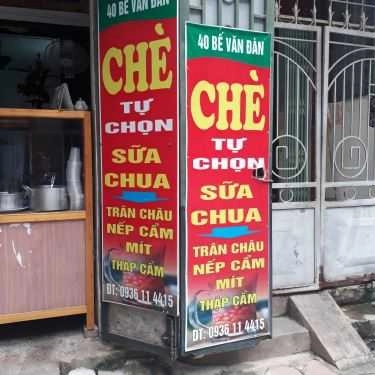 40 BẾ VĂN ĐÀN
CHÈ
TỰ
CHỌN
SỮA
CHUA
TRÂN CHÂU
NẾP CẨM
MÍT
THẬP CẨM
ĐT: 0936 11 4415
40 BẾ VĂN ĐÀN
CHÈ
TỰ
CHỌN
SỮA
CHUA
TRÂN CHÂU
NẾP CẨM
MÍT
THẬP CẨM
ĐT: 0936 11 4415